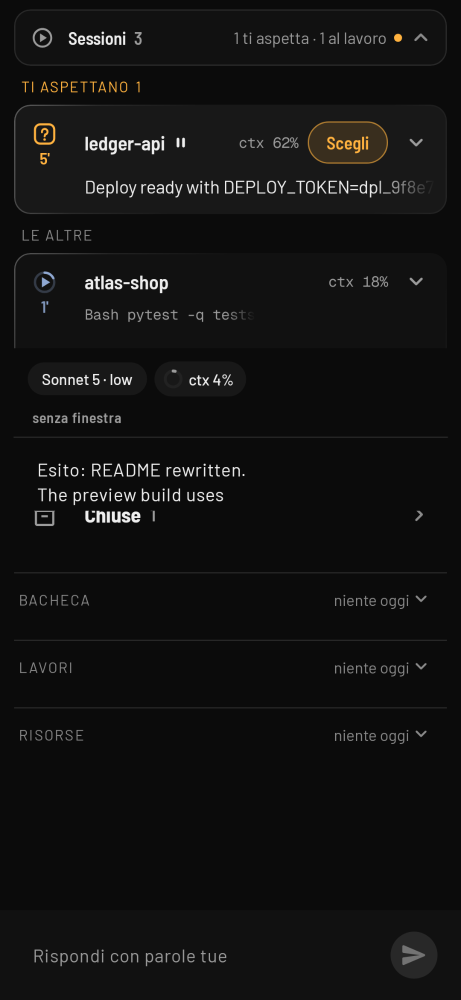 Sessioni 3
1 ti aspetta · 1 al lavoro
TI ASPETTANO 1
ledger-api
ctx 62%
Scegli
5'
Deploy ready with DEPLOY_TOKEN=dpl_9f8e7
LE ALTRE
atlas-shop
ctx 18%
1'
Bash pytest -q tests
Sonnet 5 · low
ctx 4%
senza finestra
Esito: README rewritten.
The preview build uses
Chiuse 1
BACHECA
niente oggi
LAVORI
niente oggi
RISORSE
niente oggi
Rispondi con parole tue